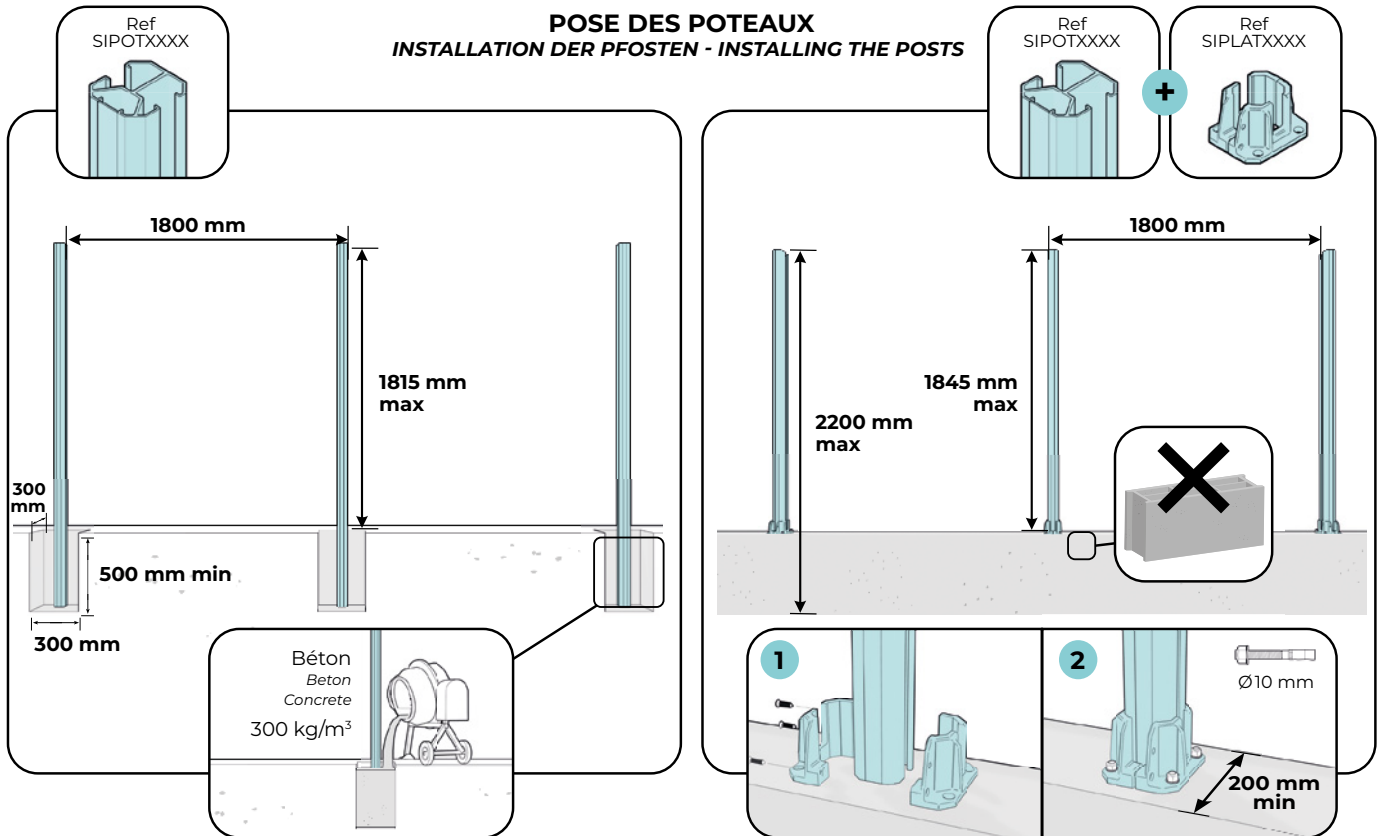 POSE DES POTEAUX
INSTALLATION DER PFOSTEN - INSTALLING THE POSTS
Ref
SIPOTXXXX
1800 mm
1815 mm
max
300
mm
500 mm min
300 mm
Béton
Beton
Concrete
300 kg/m³
Ref
SIPOTXXXX
+
Ref
SIPLATXXXX
1800 mm
1845 mm
max
2200 mm
max
1
2
Ø10 mm
200 mm
min